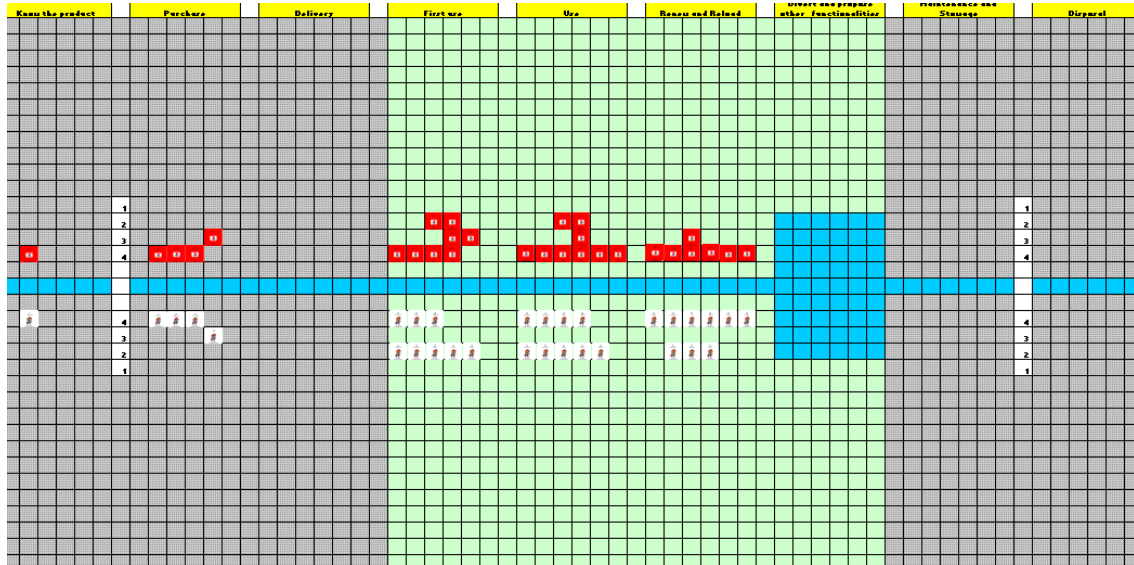 Know the product
Purchase
Delivery
First use
Use
Renew and Reload
Divert and prepare
other functionalities
Maintenance and
Storage
Disposal
1
2
3
4
4
3
2
1
1
2
3
4
4
3
2
1